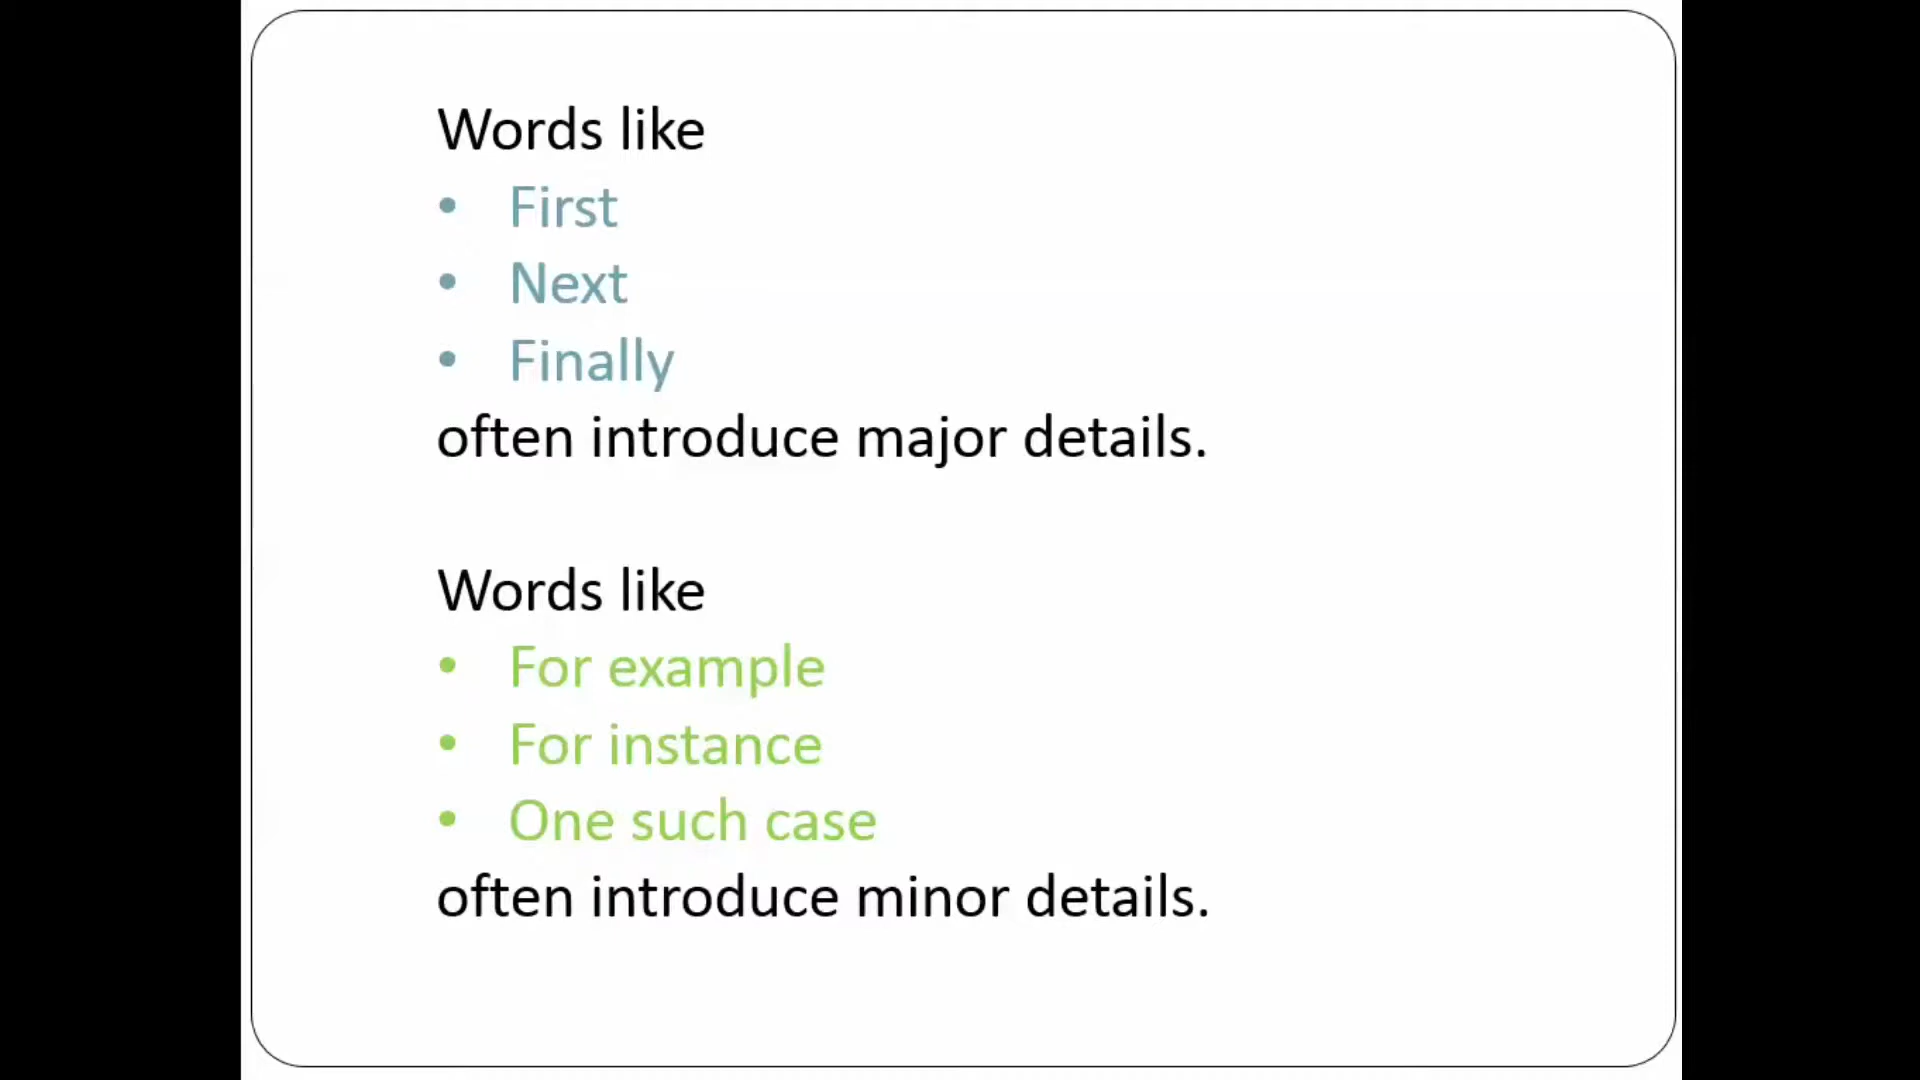 Words like
• First
• Next
• Finally
often introduce major details.
Words like
• For example
• For instance
• One such case
often introduce minor details.